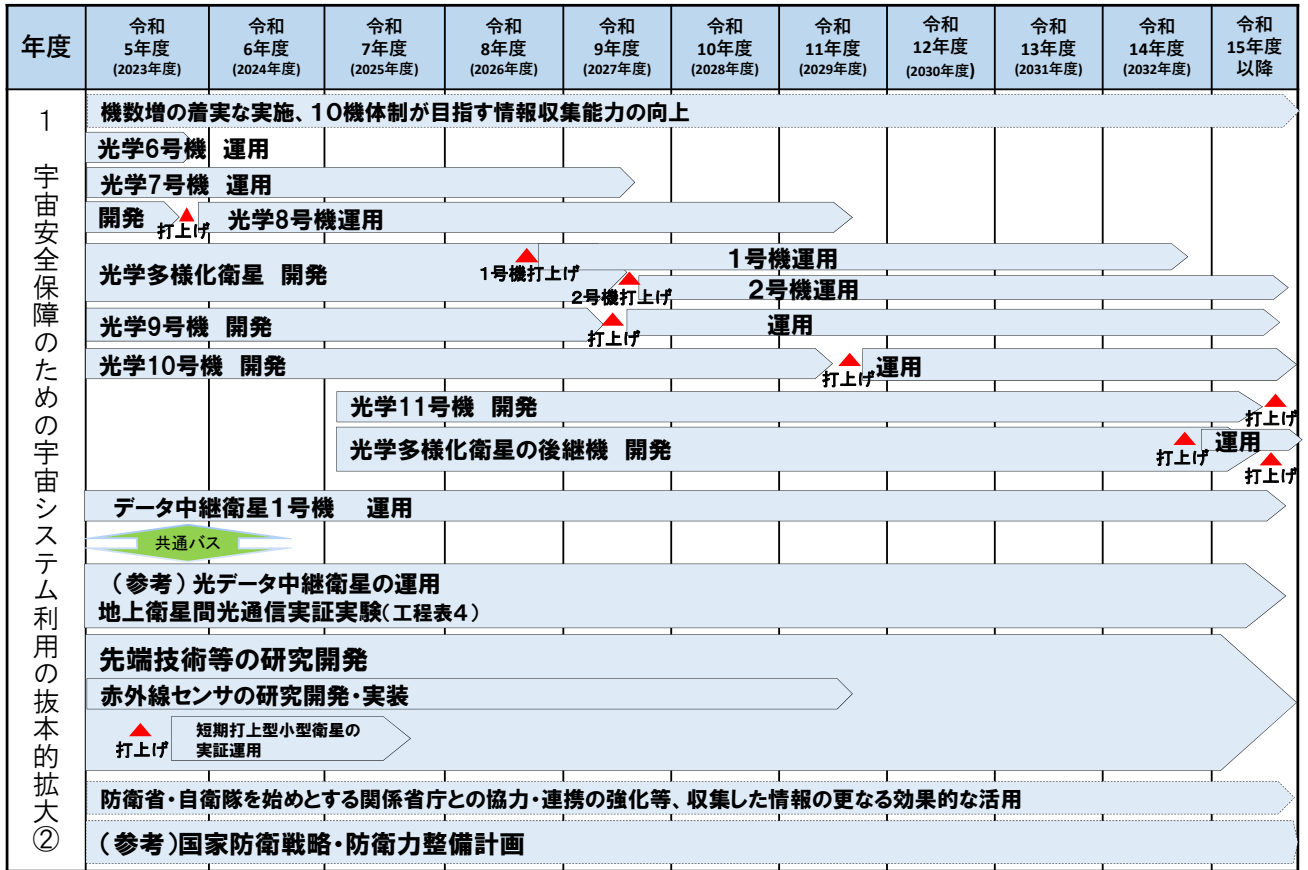 年度
令和
5年度
(2023年度)
令和
6年度
(2024年度)
令和
7年度
(2025年度)
令和
8年度
(2026年度)
令和
9年度
(2027年度)
令和
10年度
(2028年度)
令和
11年度
(2029年度)
令和
12年度
(2030年度)
令和
13年度
(2031年度)
令和
14年度
(2032年度)
令和
15年度
以降
1 宇宙安全保障のための宇宙システム利用の抜本的拡大②
機数増の着実な実施、10機体制が目指す情報収集能力の向上
光学6号機 運用
光学7号機 運用
開発
打上げ
光学8号機運用
光学多様化衛星 開発
1号機打上げ
1号機運用
2号機打上げ
2号機運用
光学9号機 開発
打上げ
運用
光学10号機 開発
打上げ
運用
光学11号機 開発
打上げ
光学多様化衛星の後継機 開発
打上げ
運用
打上げ
データ中継衛星1号機 運用
共通バス
(参考)光データ中継衛星の運用
地上衛星間光通信実証実験(工程表4)
先端技術等の研究開発
赤外線センサの研究開発・実装
打上げ
短期打上型小型衛星の
実証運用
防衛省・自衛隊を始めとする関係省庁との協力・連携の強化等、収集した情報の更なる効果的な活用
(参考)国家防衛戦略・防衛力整備計画